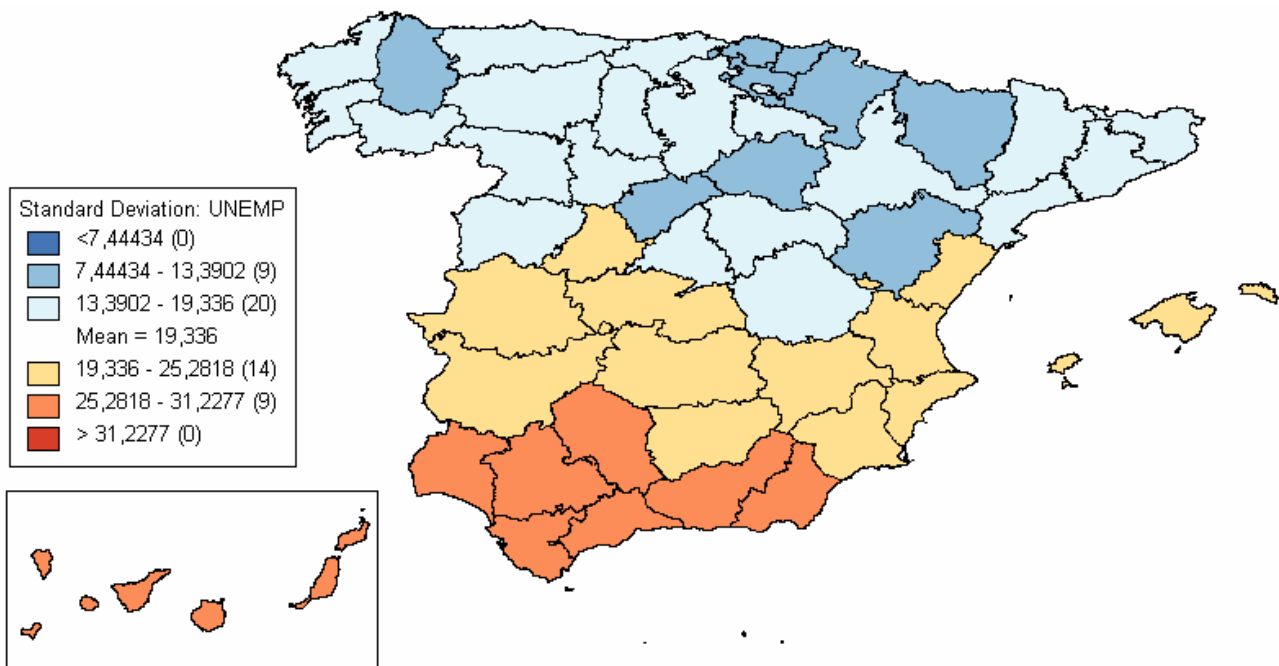 Standard Deviation: UNEMP
<7,44434 (0)
7,44434 - 13,3902 (9)
13,3902 - 19,336 (20)
Mean = 19,336
19,336 - 25,2818 (14)
25,2818 - 31,2277 (9)
> 31,2277 (0)